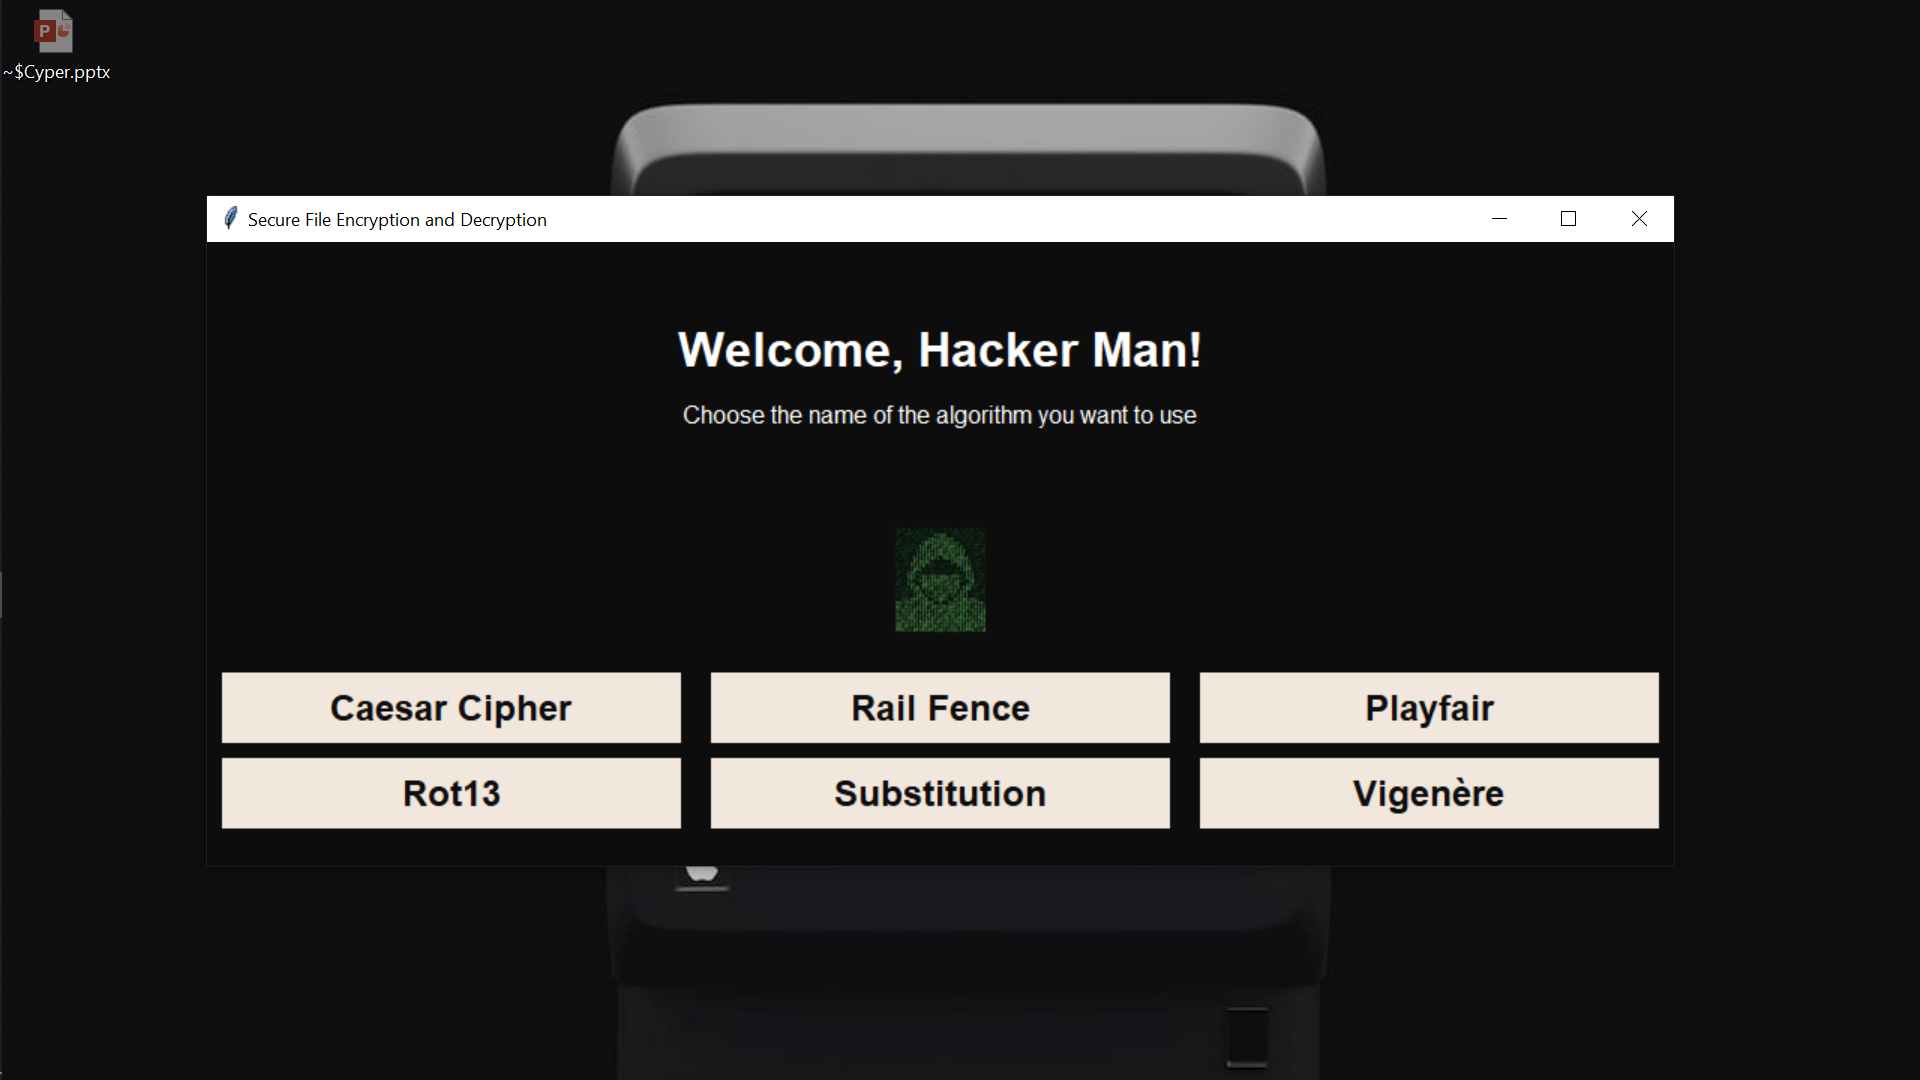 ~$Cyper.pptx
Secure File Encryption and Decryption
Welcome, Hacker Man!
Choose the name of the algorithm you want to use
Caesar Cipher
Rail Fence
Playfair
Rot13
Substitution
Vigenère